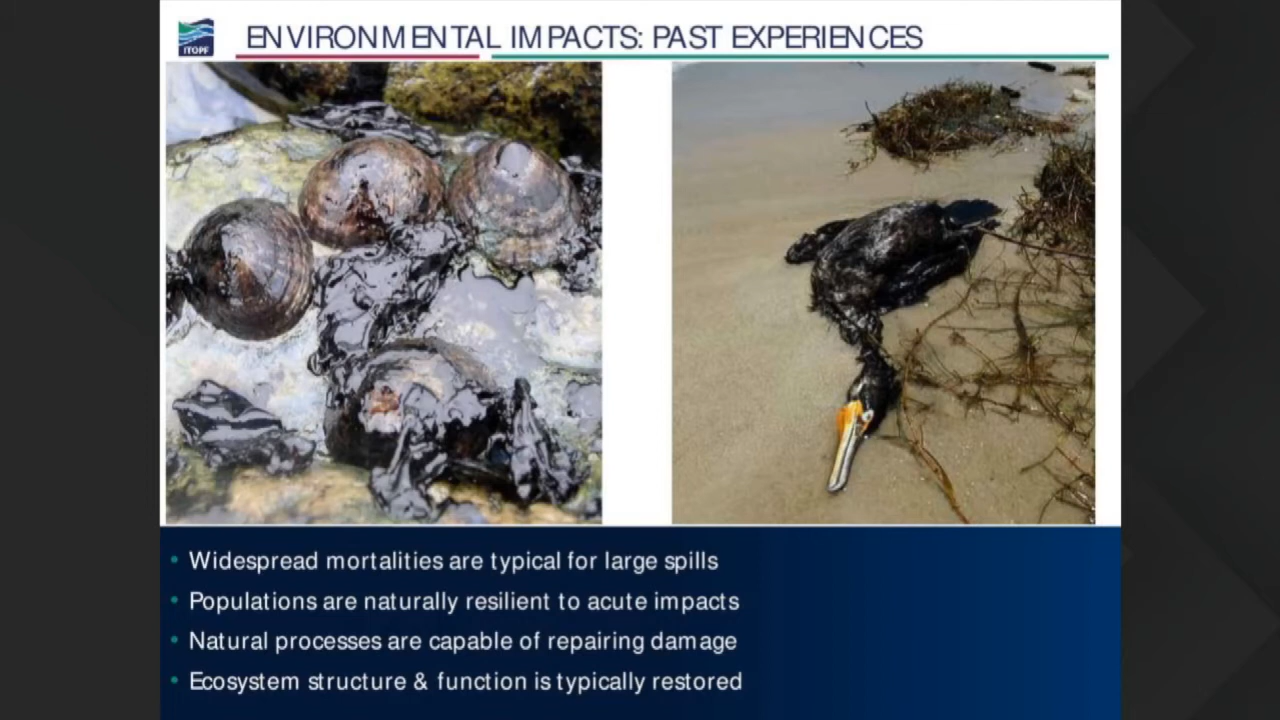 ITOPF
ENVIRONMENTAL IMPACTS: PAST EXPERIENCES
• Widespread mortalities are typical for large spills
• Populations are naturally resilient to acute impacts
• Natural processes are capable of repairing damage
• Ecosystem structure & function is typically restored